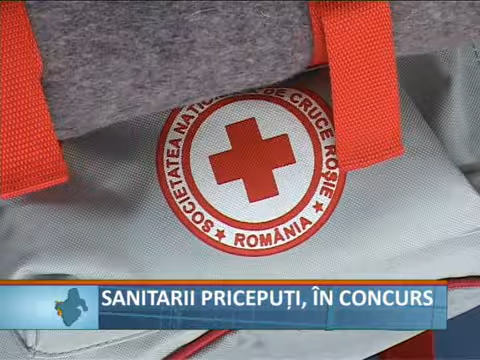 SOCIETATEA NAȚIONALĂ DE CRUCE ROȘIE
ROMÂNIA
SANITARII PRICEPUȚI, ÎN CONCURS